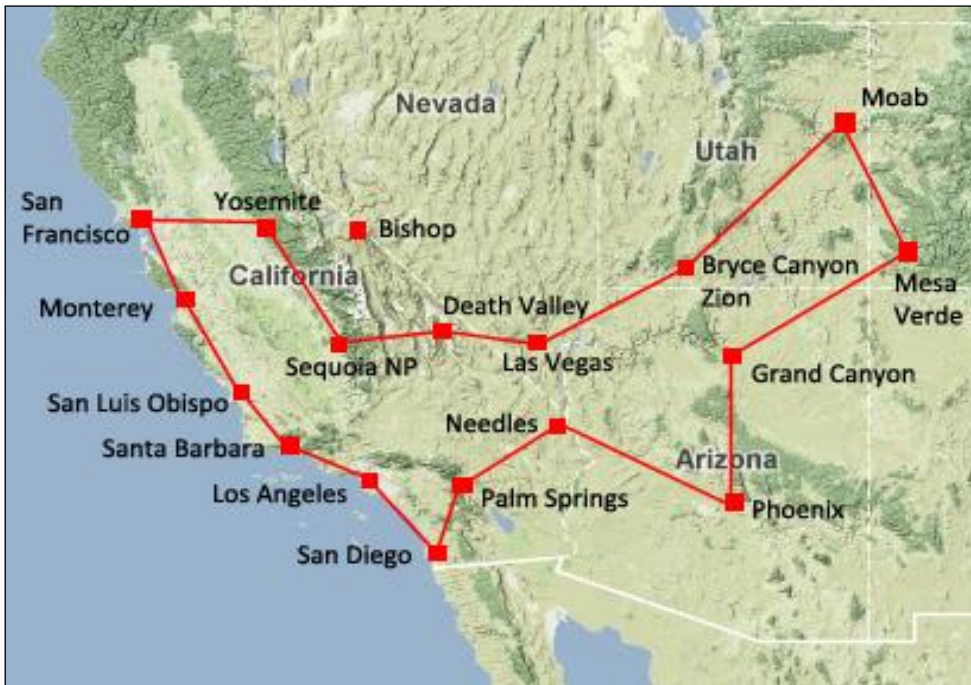 Moab
Nevada
Utah
San
Francisco
Yosemite
Bishop
California
Bryce Canyon
Zion
Mesa
Verde
Monterey
Death Valley
Las Vegas
Sequoia NP
Grand Canyon
San Luis Obispo
Needles
Santa Barbara
Arizona
Los Angeles
Palm Springs
Phoenix
San Diego